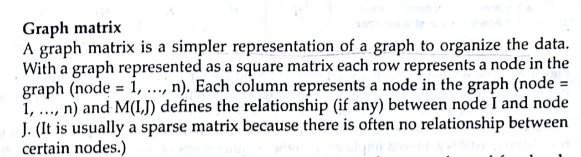 Graph matrix
A graph matrix is a simpler representation of a graph to organize the data.
With a graph represented as a square matrix each row represents a node in the
graph (node = 1, ..., n). Each column represents a node in the graph (node =
1, ..., n) and M(I,J) defines the relationship (if any) between node I and node
J. (It is usually a sparse matrix because there is often no relationship between
certain nodes.)